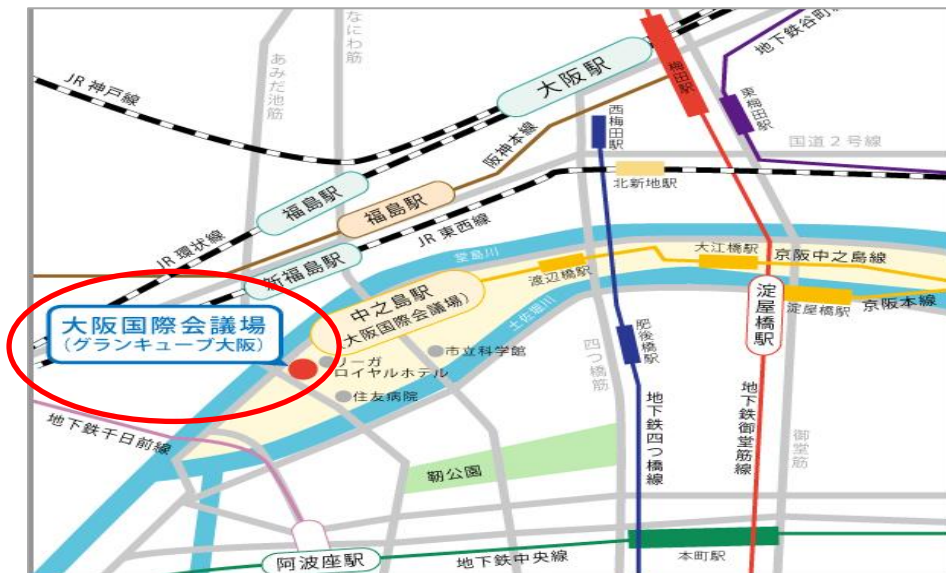 なにわ筋
あみだ池筋
大阪駅
梅田駅
地下鉄谷町
東梅田駅
JR 神戸線
阪神本線
西梅田駅
国道2号線
福島駅
福島駅
北新地駅
JR 東西線
JR 環状線
新福島駅
堂島川
大江橋駅
京阪中之島線
渡辺橋駅
中之島駅
(大阪国際会議場)
淀屋橋駅
淀屋橋駅
京阪本線
大阪国際会議場
(グランキューブ大阪)
土佐堀川
肥後橋駅
四つ橋筋
市立科学館
リーガ
ロイヤルホテル
住友病院
地下鉄千日前線
地下鉄四つ橋線
地下鉄御堂筋線
御堂筋
靭公園
阿波座駅
地下鉄中央線
本町駅